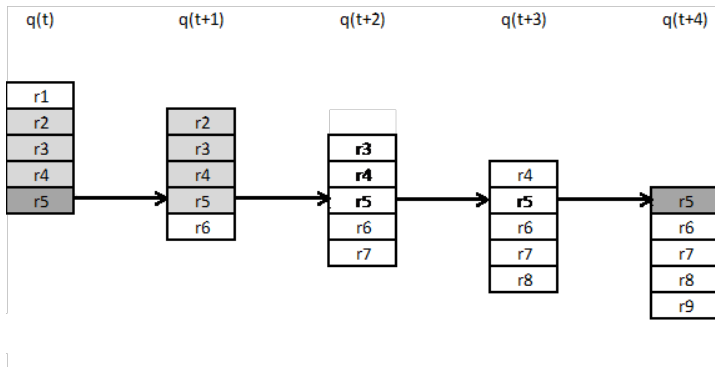 q(t) q(t+1) q(t+2) q(t+3) q(t+4)
r1
r2 r2
r3 r3 r3
r4 r4 r4 r4
r5 r5 r5 r5 r5
r6 r6 r6 r6
r7 r7 r7
r8 r8
r9